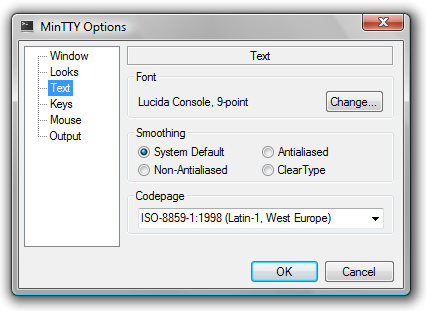 MinTTY Options
Window
Looks
Text
Keys
Mouse
Output
Text
Font
Lucida Console, 9-point
Change...
Smoothing
System Default
Antialiased
Non-Antialiased
ClearType
Codepage
ISO-8859-1:1998 (Latin-1, West Europe)
OK
Cancel